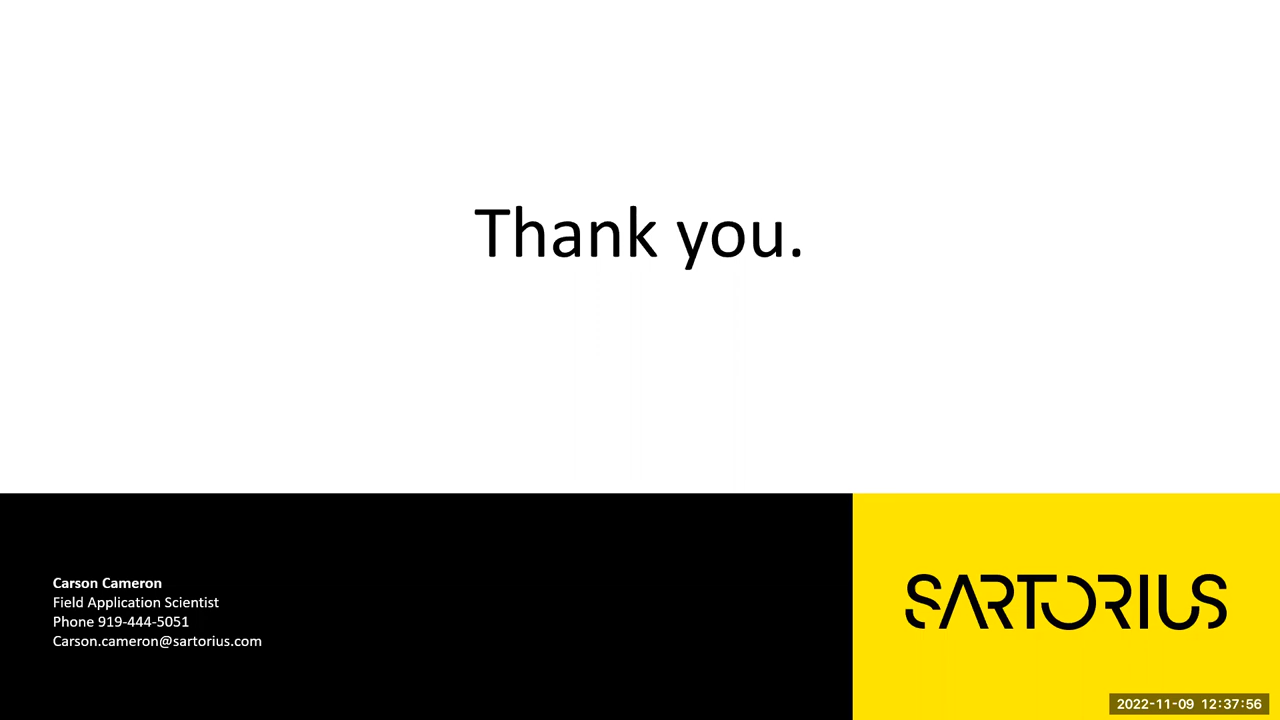 Thank you.
Carson Cameron
Field Application Scientist
Phone 919-444-5051
Carson.cameron@sartorius.com
SARTORIUS
2022-11-09 12:37:56